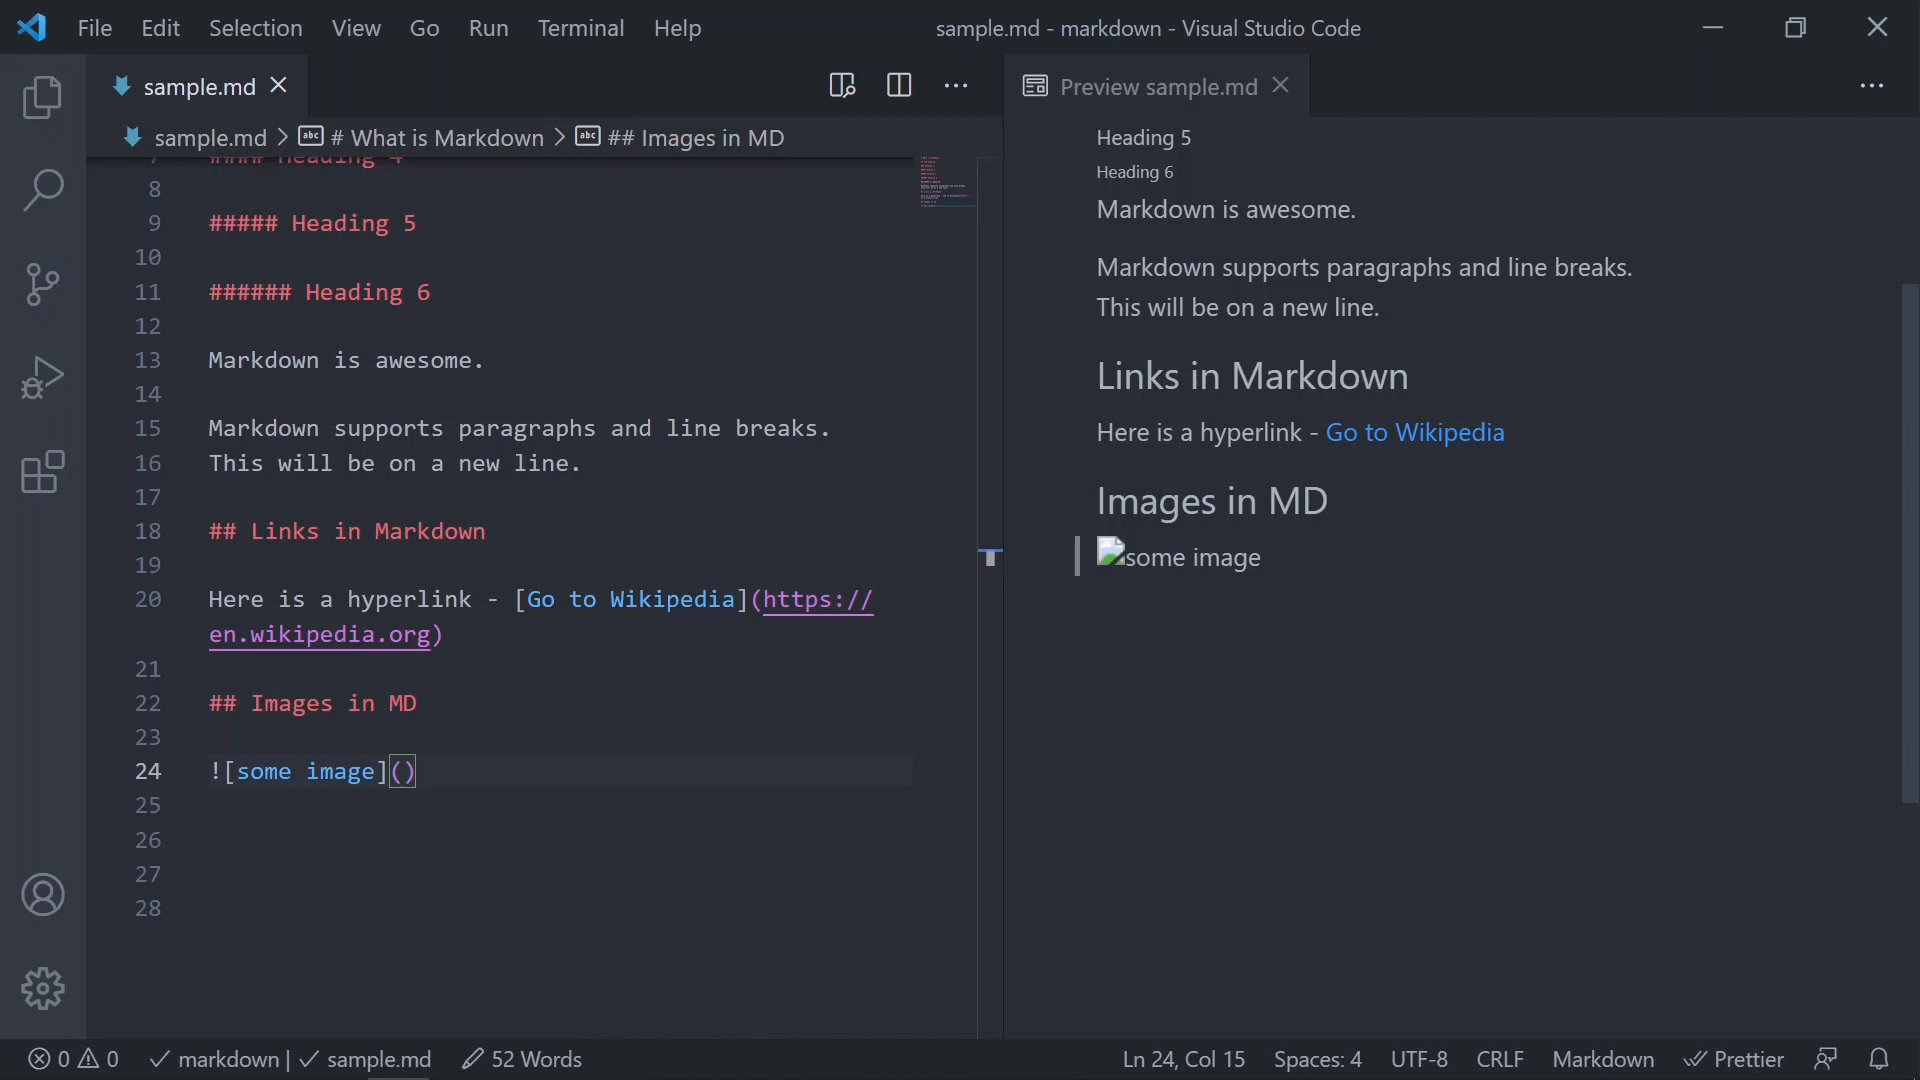 File Edit Selection View Go Run Terminal Help
sample.md - markdown - Visual Studio Code
sample.md
Preview sample.md
sample.md > # What is Markdown > ## Images in MD
7 #### Heading 4
8
9 ##### Heading 5
10
11 ###### Heading 6
12
13 Markdown is awesome.
14
15 Markdown supports paragraphs and line breaks.
16 This will be on a new line.
17
18 ## Links in Markdown
19
20 Here is a hyperlink - [Go to Wikipedia](https://
en.wikipedia.org)
21
22 ## Images in MD
23
24 ![some image]()
25
26
27
28
Heading 5
Heading 6
Markdown is awesome.
Markdown supports paragraphs and line breaks.
This will be on a new line.
Links in Markdown
Here is a hyperlink - Go to Wikipedia
Images in MD
some image
0 0 markdown | sample.md 52 Words
Ln 24, Col 15 Spaces: 4 UTF-8 CRLF Markdown Prettier